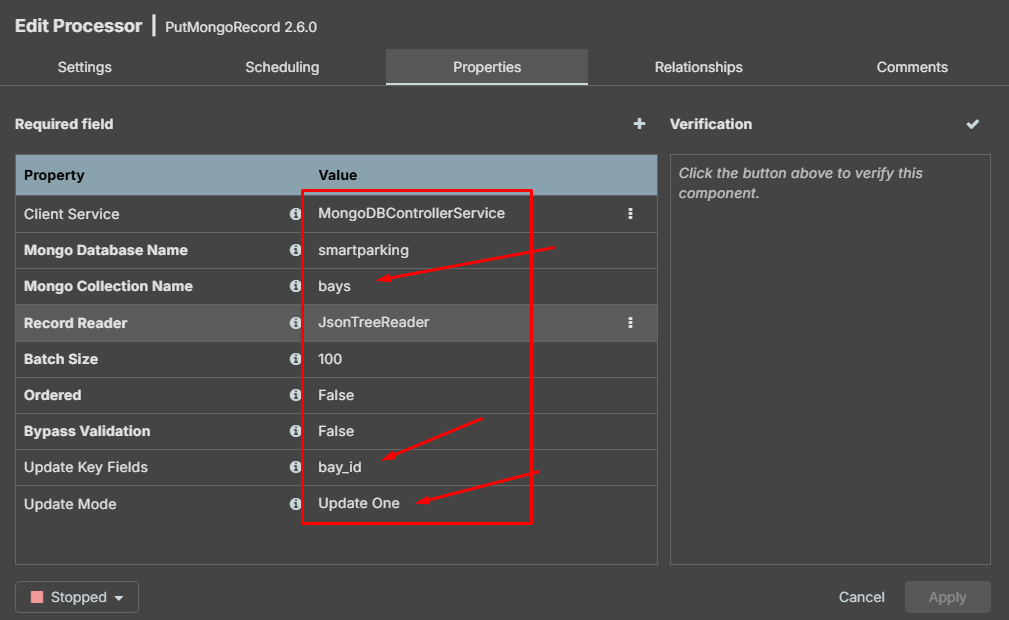 Edit Processor | PutMongoRecord 2.6.0
Settings Scheduling Properties Relationships Comments
Required field
Verification
Property Value
Click the button above to verify this
component.
Client Service MongoDBControllerService
Mongo Database Name smartparking
Mongo Collection Name bays
Record Reader JsonTreeReader
Batch Size 100
Ordered False
Bypass Validation False
Update Key Fields bay_id
Update Mode Update One
Stopped
Cancel Apply